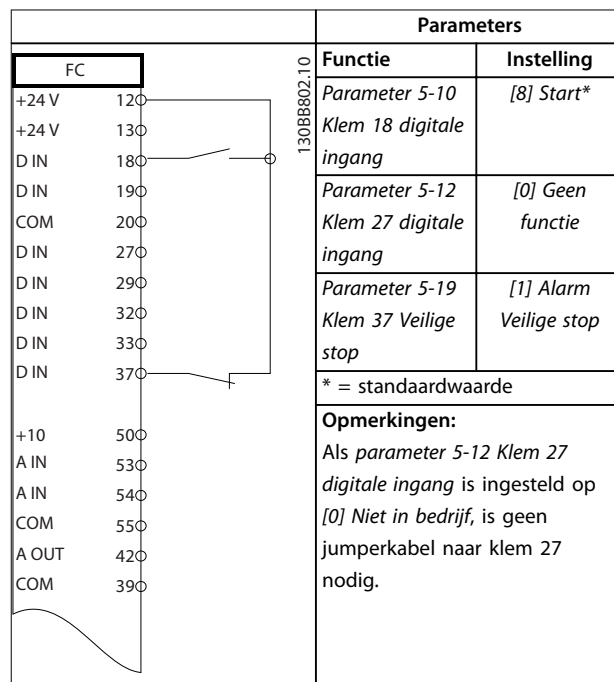 FC
+24 V 12
+24 V 13
D IN 18
D IN 19
COM 20
D IN 27
D IN 29
D IN 32
D IN 33
D IN 37
+10 50
A IN 53
A IN 54
COM 55
A OUT 42
COM 39
130BB802.10
Parameters
Functie Instelling
Parameter 5-10 [8] Start*
Klem 18 digitale
ingang
Parameter 5-12 [0] Geen
Klem 27 digitale functie
ingang
Parameter 5-19 [1] Alarm
Klem 37 Veilige Veilige stop
stop
* = standaardwaarde
Opmerkingen:
Als parameter 5-12 Klem 27
digitale ingang is ingesteld op
[0] Niet in bedrijf, is geen
jumperkabel naar klem 27
nodig.